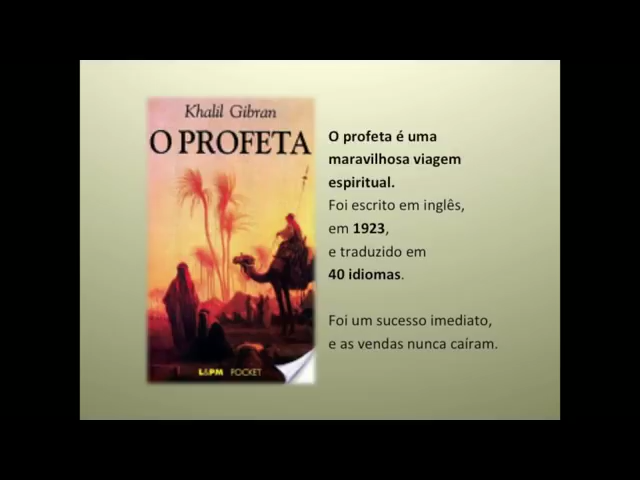 Khalil Gibran
O PROFETA
L&PM POCKET
O profeta é uma
maravilhosa viagem
espiritual.
Foi escrito em inglês,
em 1923,
e traduzido em
40 idiomas.
Foi um sucesso imediato,
e as vendas nunca caíram.